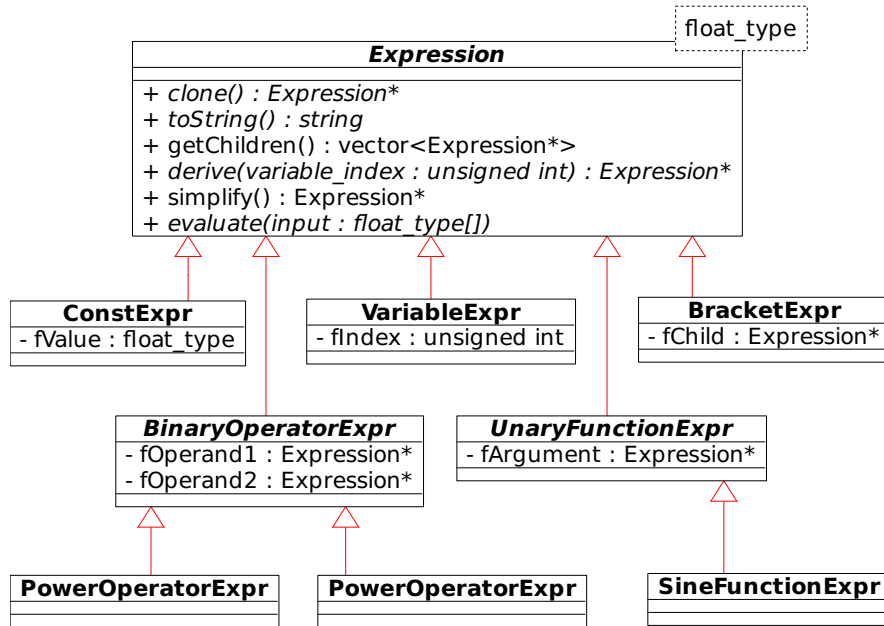 float_type
Expression
+ clone() : Expression*
+ toString() : string
+ getChildren() : vector<Expression*>
+ derive(variable_index : unsigned int) : Expression*
+ simplify() : Expression*
+ evaluate(input : float_type[])
ConstExpr
- fValue : float_type
VariableExpr
- fIndex : unsigned int
BracketExpr
- fChild : Expression*
BinaryOperatorExpr
- fOperand1 : Expression*
- fOperand2 : Expression*
UnaryFunctionExpr
- fArgument : Expression*
PowerOperatorExpr
PowerOperatorExpr
SineFunctionExpr